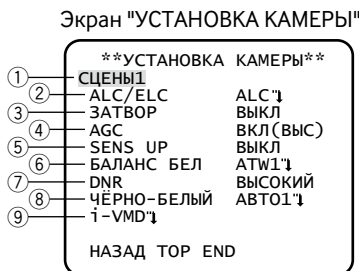 Экран "УСТАНОВКА КАМЕРЫ"
**УСТАНОВКА КАМЕРЫ**
① СЦЕНЫ1
② ALC/ELC ALC↴
③ ЗАТВОР ВЫКЛ
④ AGC ВКЛ(ВЫС)
⑤ SENS UP ВЫКЛ
⑥ БАЛАНС БЕЛ ATW1↴
⑦ DNR ВЫСОКИЙ
⑧ ЧЁРНО-БЕЛЫЙ АВТО1↴
⑨ i-VMD↴
НАЗАД TOP END